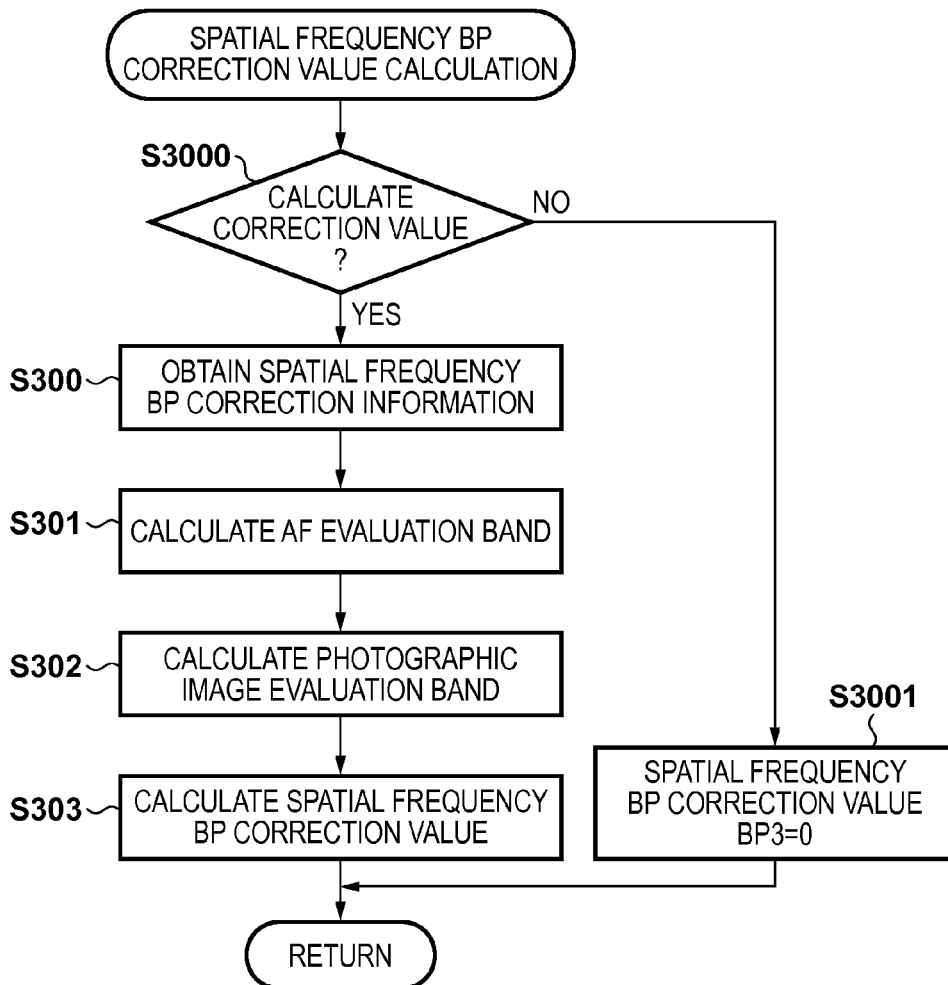 SPATIAL FREQUENCY BP
CORRECTION VALUE CALCULATION
S3000
CALCULATE
CORRECTION VALUE
?
NO
YES
S300
OBTAIN SPATIAL FREQUENCY
BP CORRECTION INFORMATION
S301
CALCULATE AF EVALUATION BAND
S302
CALCULATE PHOTOGRAPHIC
IMAGE EVALUATION BAND
S3001
SPATIAL FREQUENCY
BP CORRECTION VALUE
BP3=0
S303
CALCULATE SPATIAL FREQUENCY
BP CORRECTION VALUE
RETURN